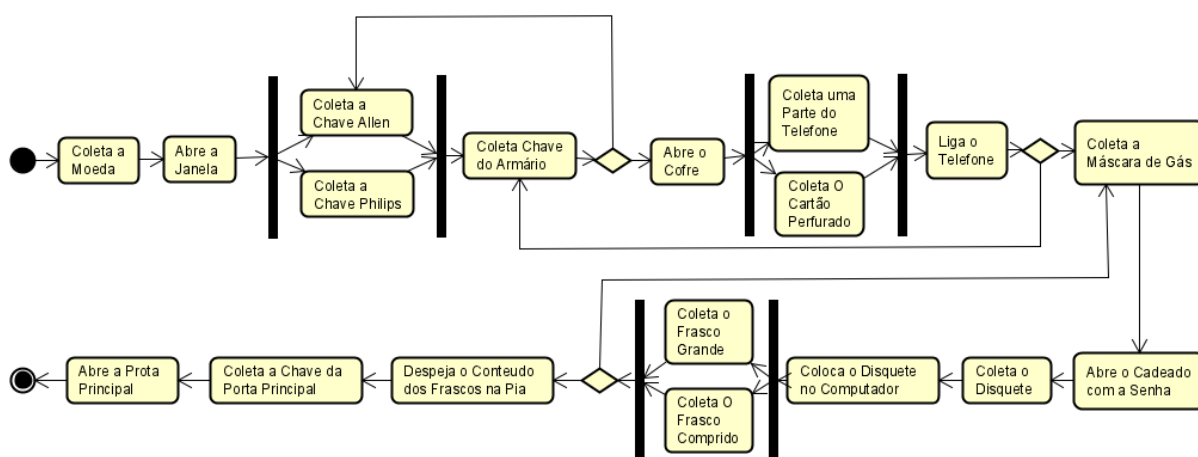 Coleta a
Moeda
Abre a
Janela
Coleta a
Chave Allen
Coleta a
Chave Philips
Coleta Chave
do Armário
Abre o
Cofre
Coleta uma
Parte do
Telefone
Coleta O
Cartão
Perfurado
Liga o
Telefone
Coleta a
Máscara de Gás
Abre o Cadeado
com a Senha
Coleta o
Disquete
Coloca o Disquete
no Computador
Coleta o
Frasco
Grande
Coleta O
Frasco
Comprido
Despeja o Conteudo
dos Frascos na Pia
Coleta a Chave da
Porta Principal
Abre a Prota
Principal